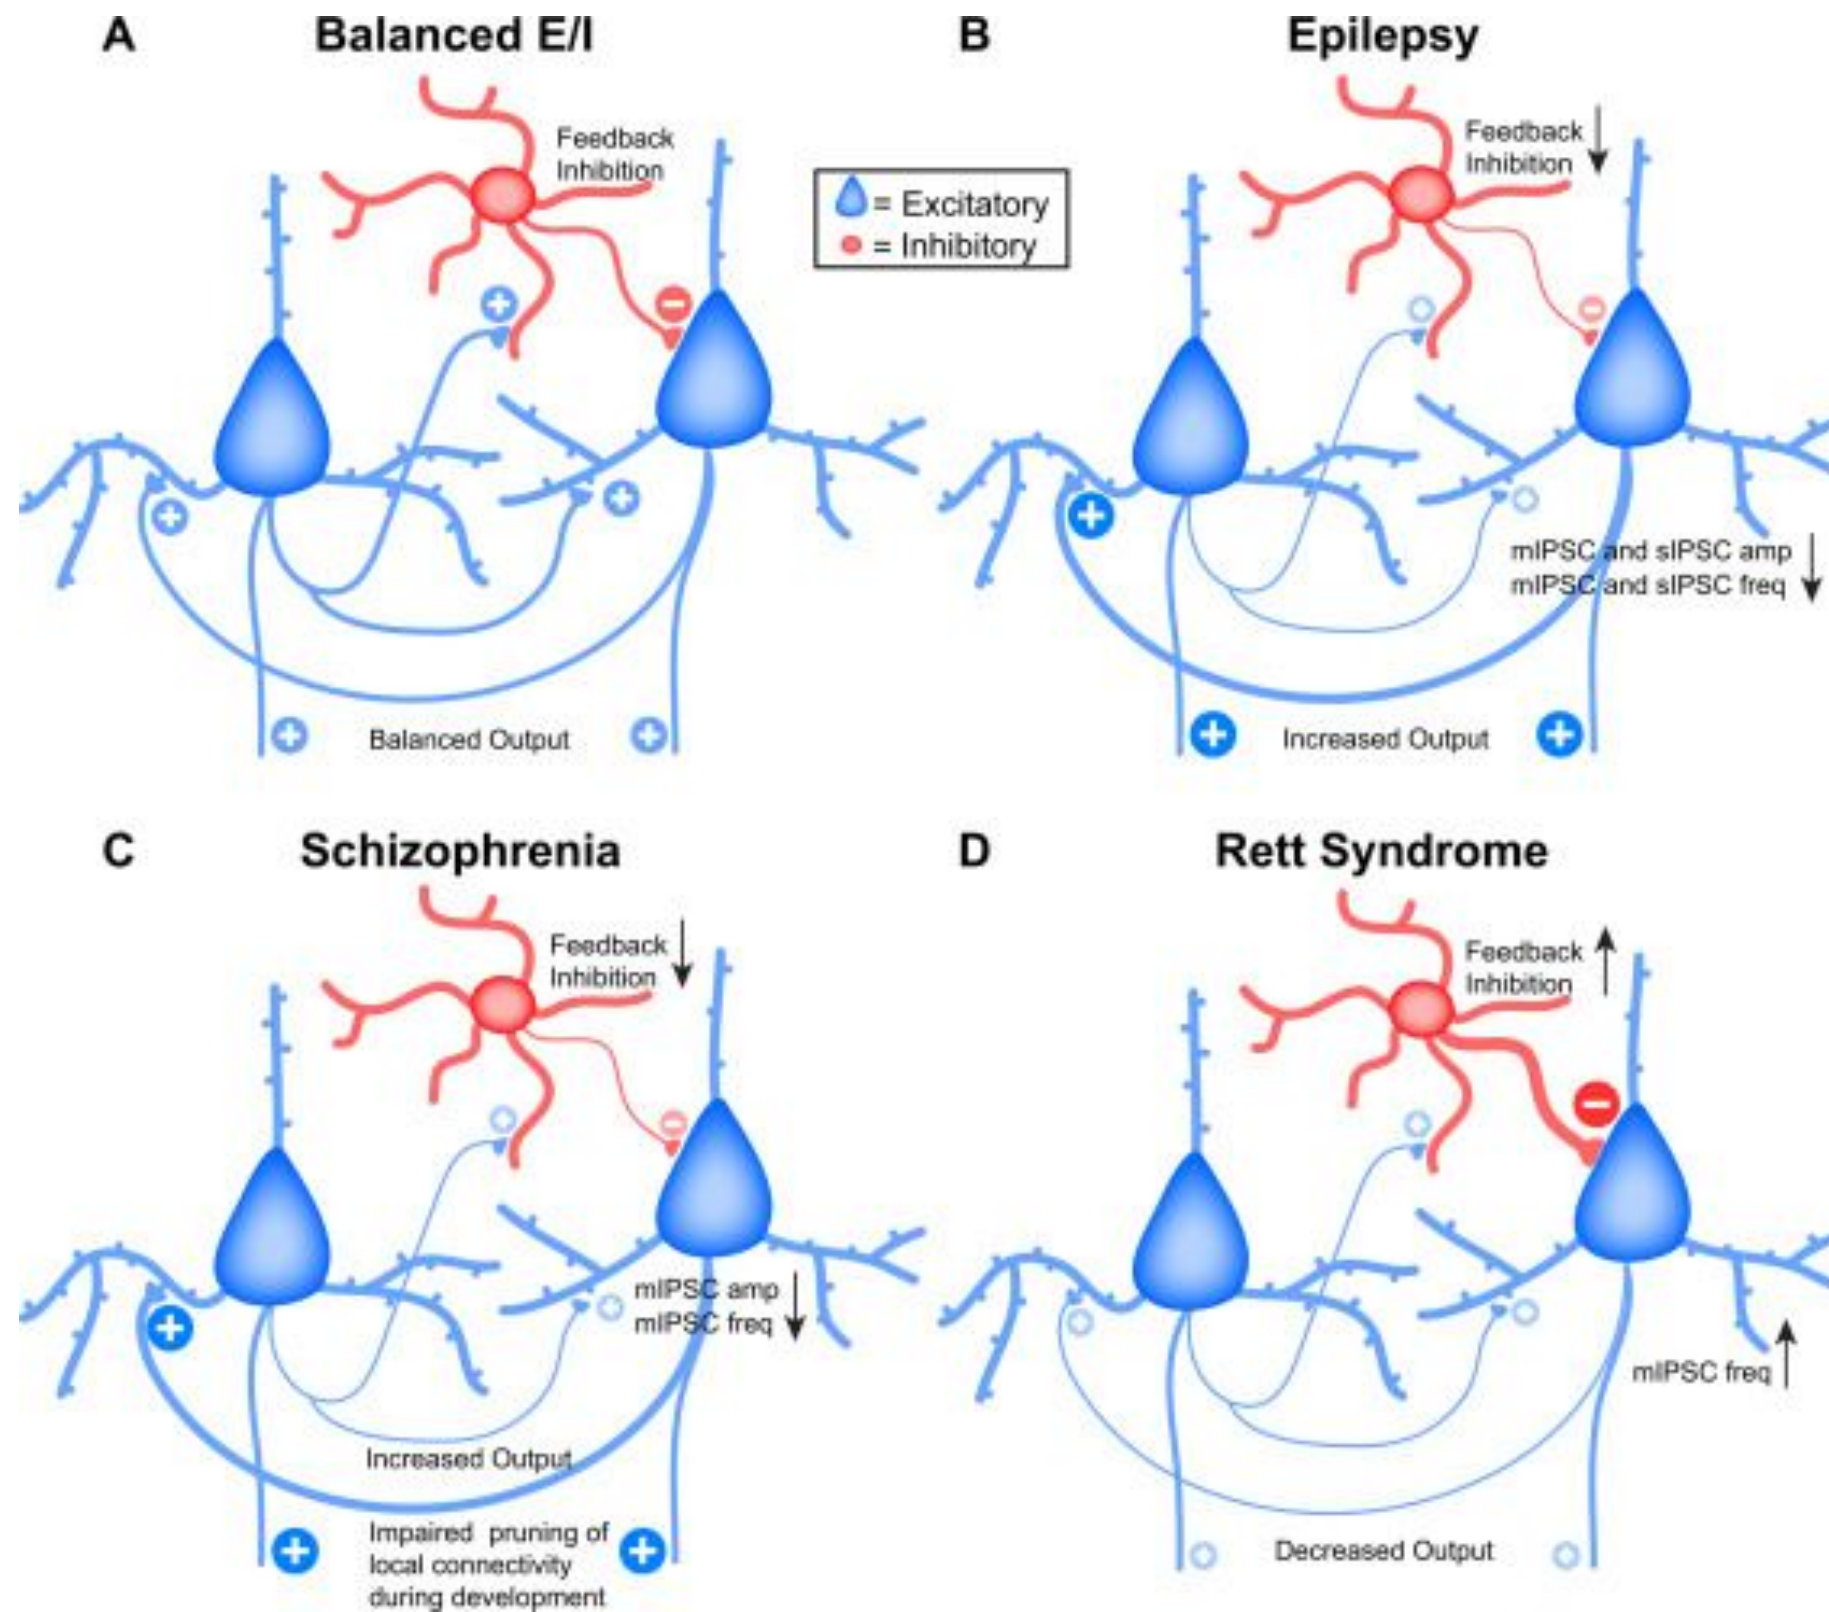 A
Balanced E/I
Feedback
Inhibition
Balanced Output
= Excitatory
= Inhibitory
B
Epilepsy
Feedback
Inhibition
mIPSC and sIPSC amp
mIPSC and sIPSC freq
Increased Output
C
Schizophrenia
Feedback
Inhibition
mIPSC amp
mIPSC freq
Increased Output
Impaired pruning of
local connectivity
during development
D
Rett Syndrome
Feedback
Inhibition
mIPSC freq
Decreased Output